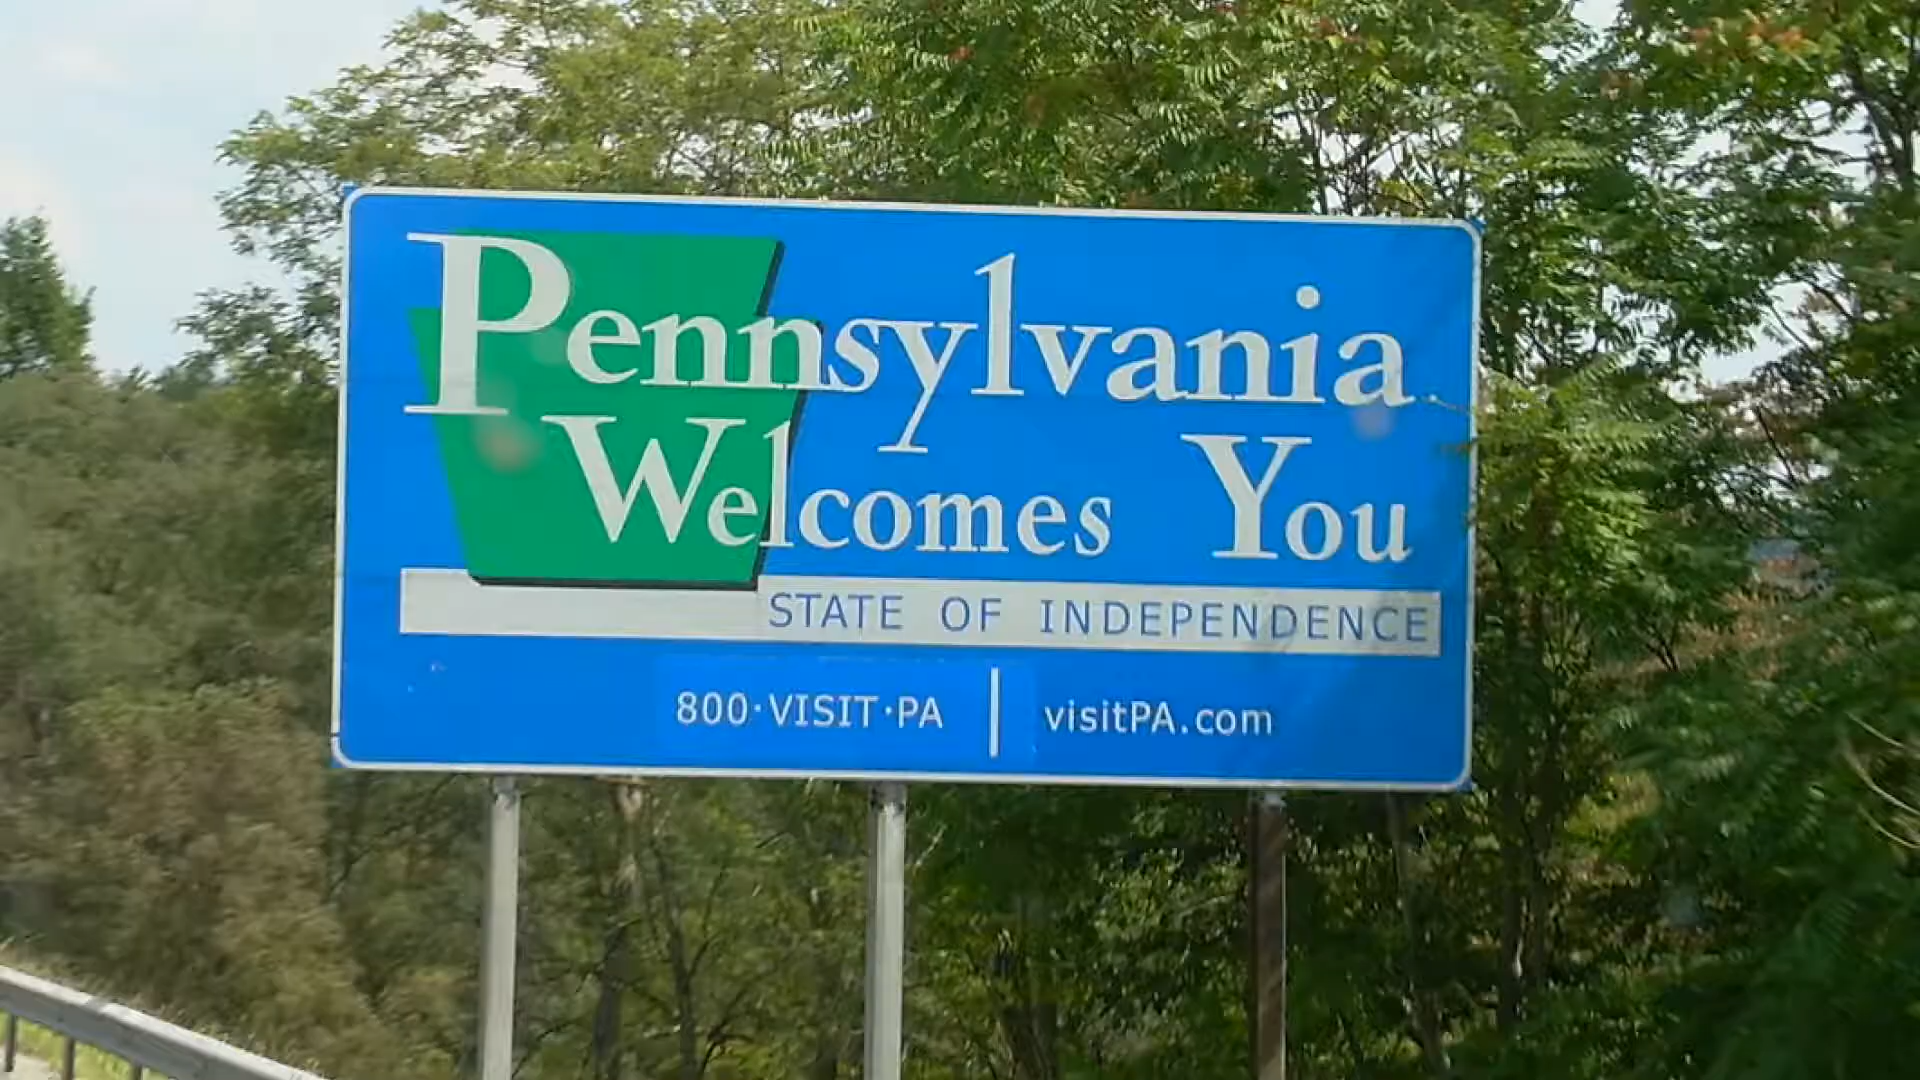 Pennsylvania
Welcomes You
STATE OF INDEPENDENCE
800·VISIT·PA | visitPA.com